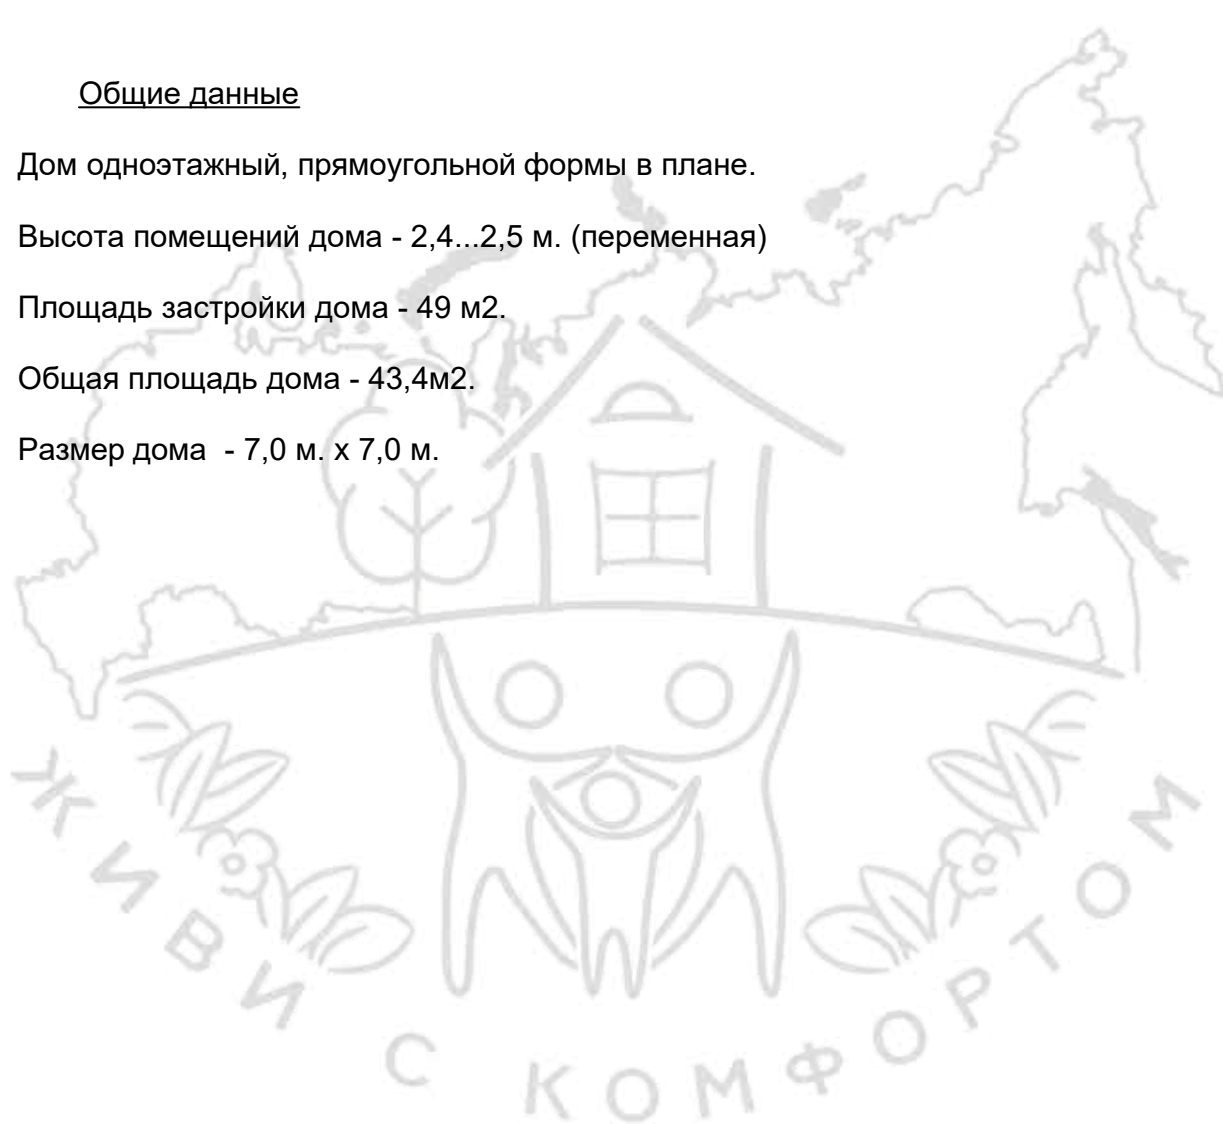 Общие данные
Дом одноэтажный, прямоугольной формы в плане.
Высота помещений дома - 2,4...2,5 м. (переменная)
Площадь застройки дома - 49 м2.
Общая площадь дома - 43,4м2.
Размер дома  - 7,0 м. х 7,0 м.
ЖИВИ С КОМФОРТОМ